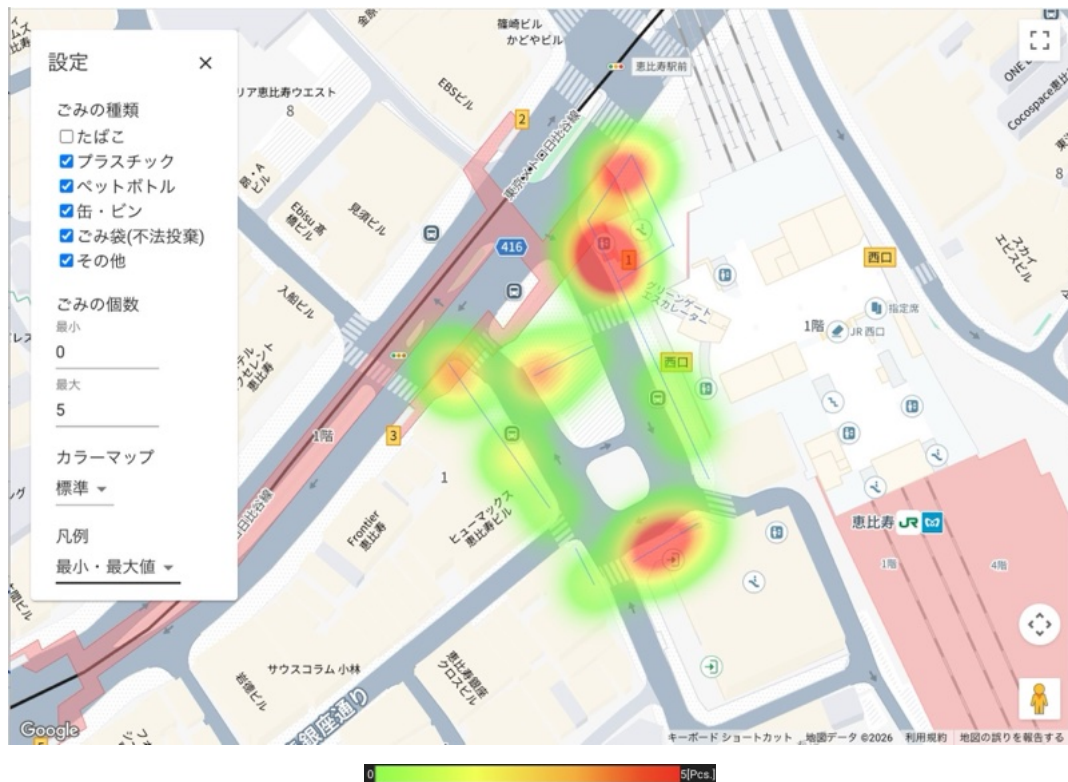 設定
ごみの種類
たばこ
プラスチック
ペットボトル
缶・ビン
ごみ袋(不法投棄)
その他
ごみの個数
最小
0
最大
5
カラーマップ
標準
凡例
最小・最大値
篠崎ビル
かどやビル
恵比寿駅前
EBSビル
リア恵比寿ウエスト
8
2
東京メトロ日比谷線
見須ビル
Ebisu 髙
橋ビル
416
入船ビル
1
グリーンゲート
エスカレーター
西口
西口
1階
指定席
JR 西口
ONE
Cocospace恵比
8
スカイ
エビスビル
3
1階
日比谷線
1
Frontier
恵比寿
ヒューマックス
恵比寿ビル
恵比寿
JR
1階
4階
サウスコラム 小林
岩徳ビル
恵比寿銀座
クロスビル
銀座通り
Google
キーボード ショートカット
地図データ ©2026
利用規約
地図の誤りを報告する
0
5[Pcs.]